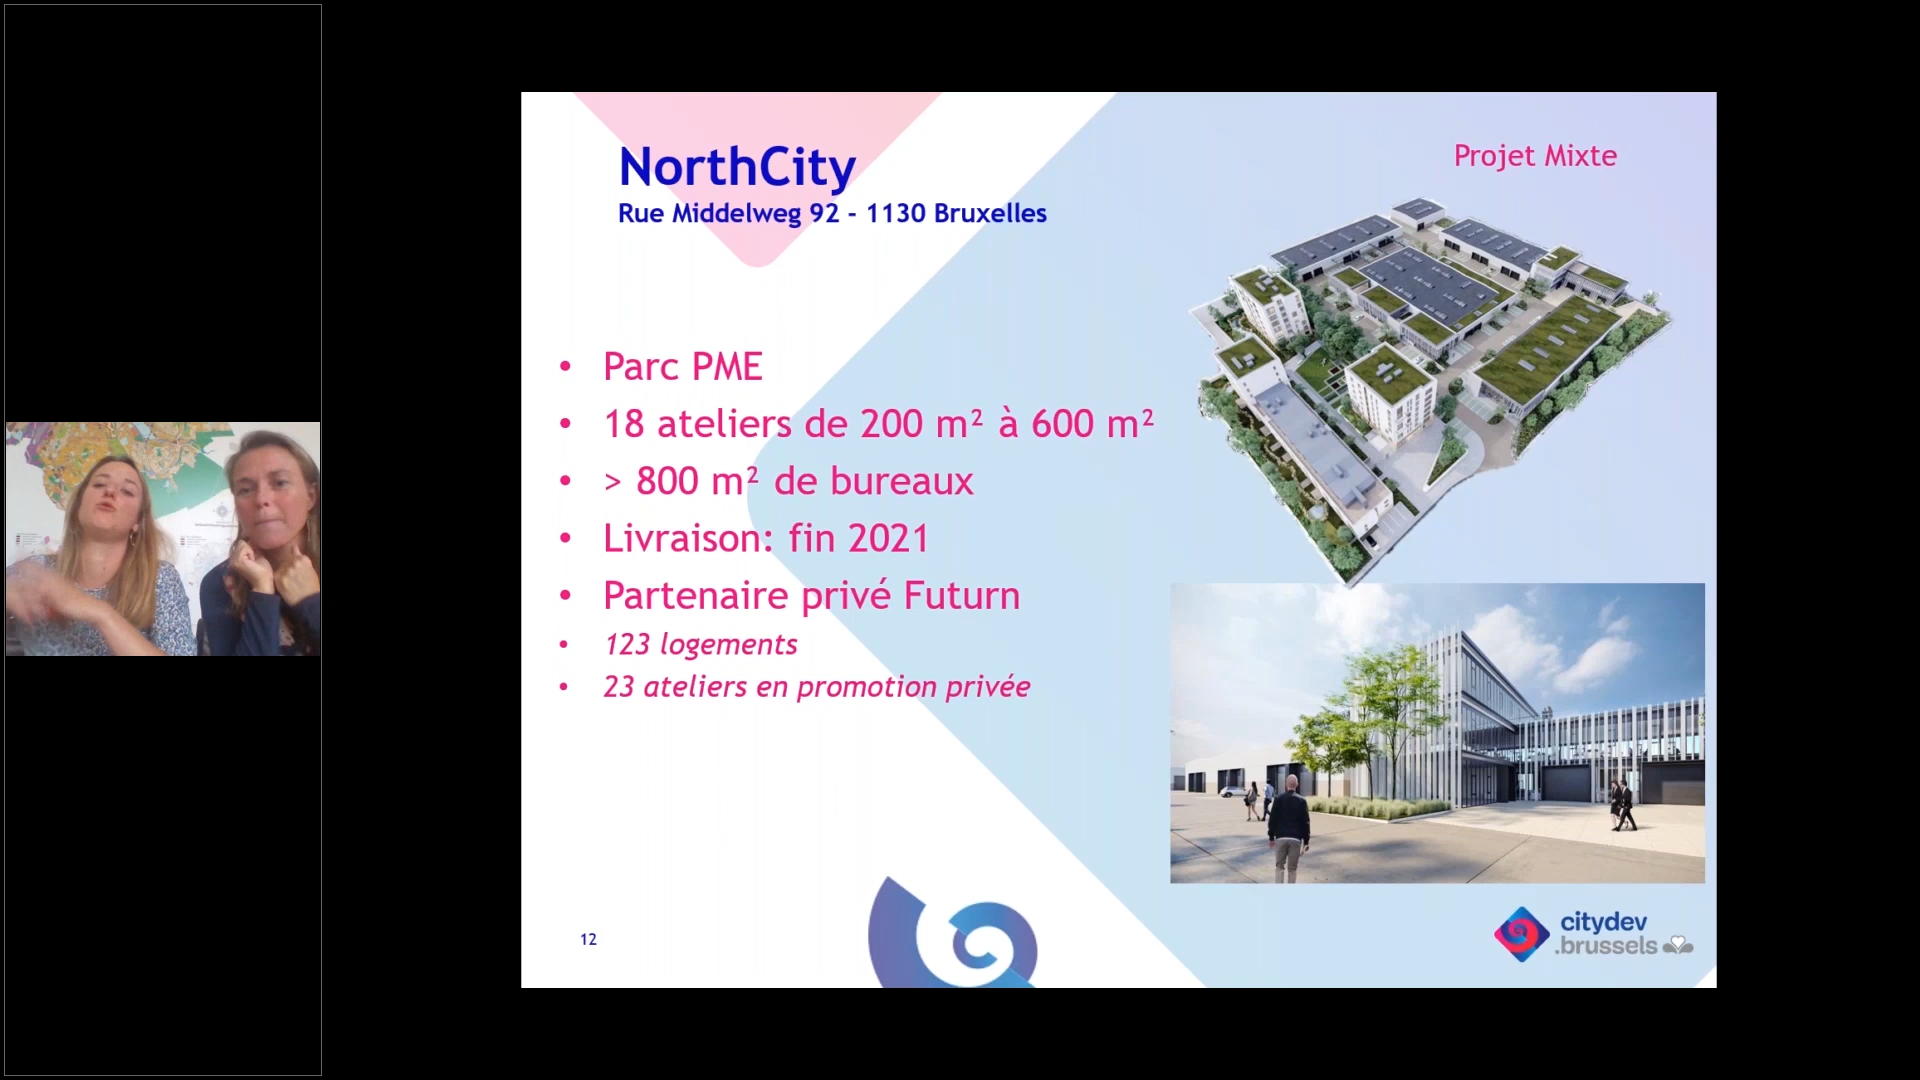 NorthCity
Rue Middelweg 92 - 1130 Bruxelles
Projet Mixte
• Parc PME
• 18 ateliers de 200 m² à 600 m²
• > 800 m² de bureaux
• Livraison: fin 2021
• Partenaire privé Futurn
• 123 logements
• 23 ateliers en promotion privée
12
citydev
.brussels